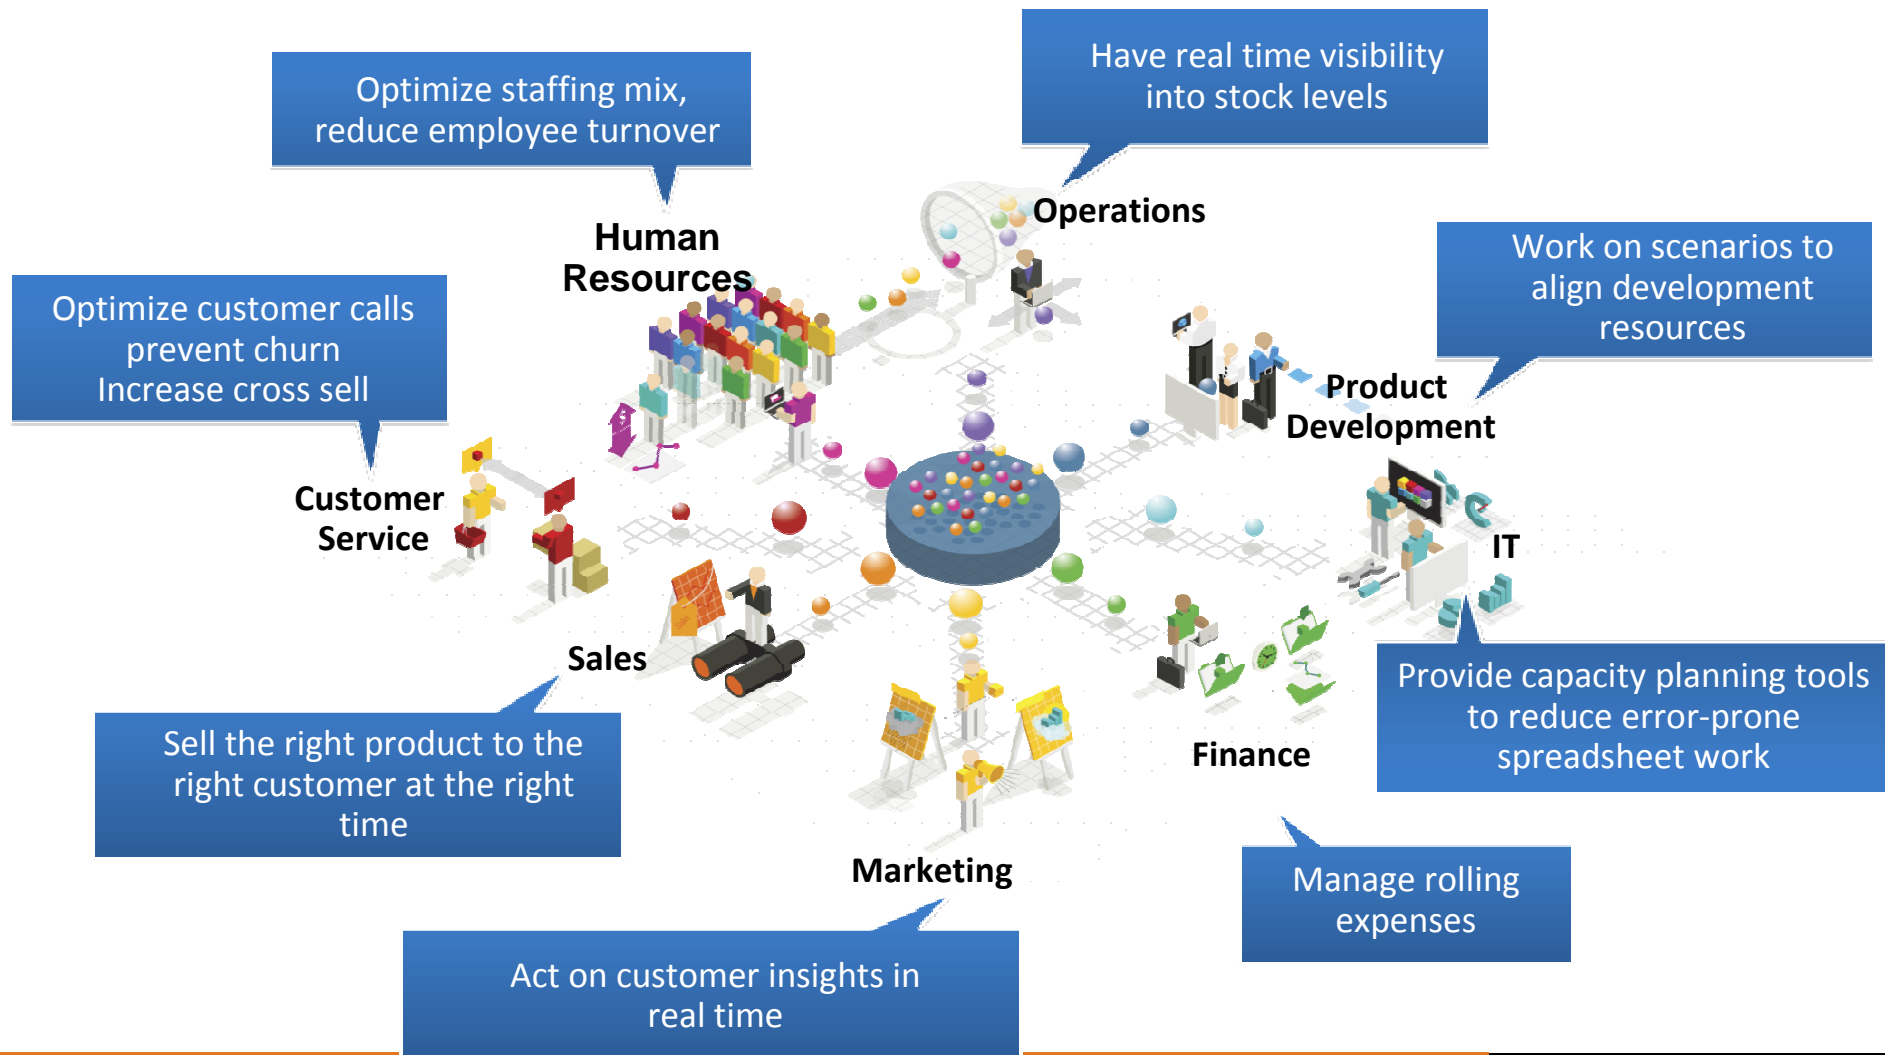 Have real time visibility
into stock levels
Optimize staffing mix,
reduce employee turnover
Operations
Human
Resources
Work on scenarios to
align development
resources
Optimize customer calls
prevent churn
Increase cross sell
Product
Development
Customer
Service
IT
Sales
Sales
Provide capacity planning tools
to reduce error-prone
spreadsheet work
Sell the right product to the
right customer at the right
time
Finance
Marketing
Manage rolling
expenses
Act on customer insights in
real time